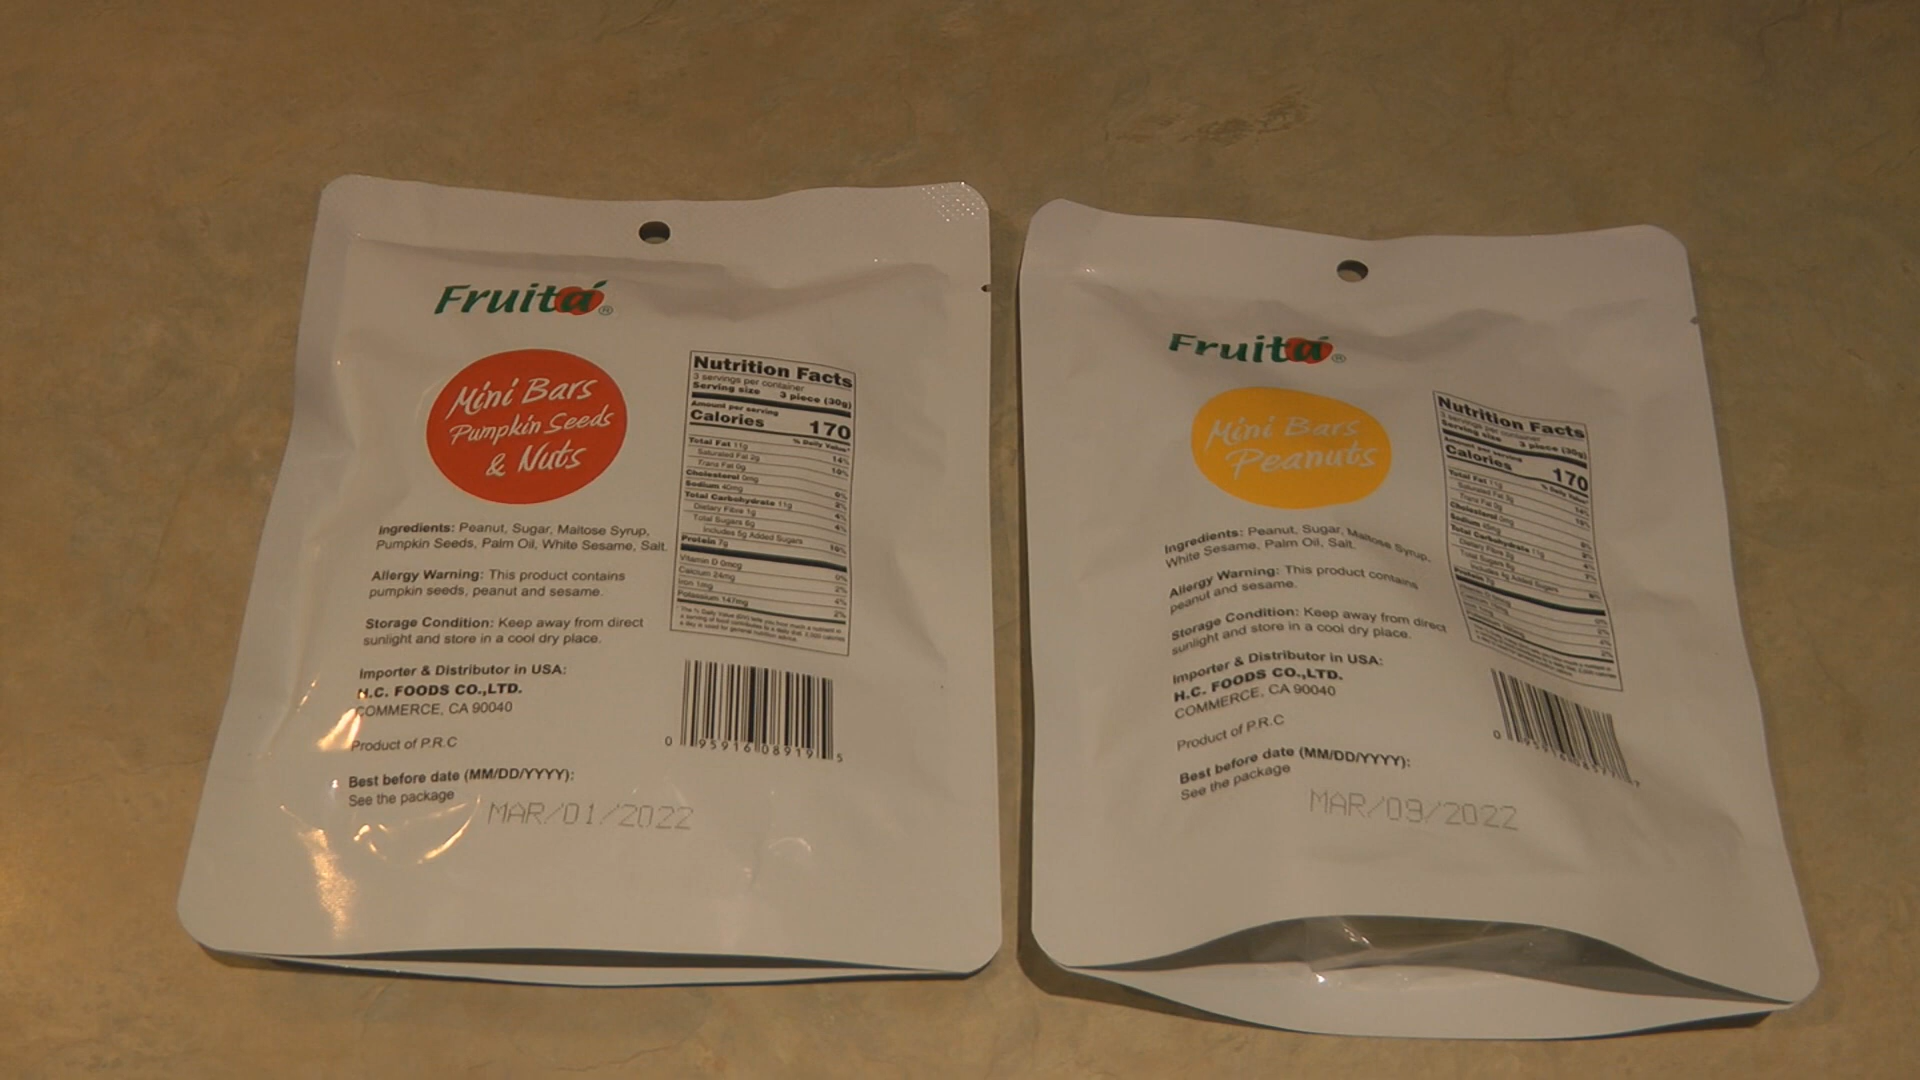 Fruitá®
Mini Bars
Pumpkin Seeds
& Nuts
Ingredients: Peanut, Sugar, Maltose Syrup,
Pumpkin Seeds, Palm Oil, White Sesame, Salt.
Allergy Warning: This product contains
pumpkin seeds, peanut and sesame.
Storage Condition: Keep away from direct
sunlight and store in a cool dry place.
Importer & Distributor in USA:
H.C. FOODS CO.,LTD.
COMMERCE, CA 90040
Product of P.R.C
Best before date (MM/DD/YYYY):
See the package
MAR/01/2022
Nutrition Facts
3 servings per container
Serving size 3 piece (30g)
Amount per serving
Calories 170
% Daily Value*
Total Fat 11g 14%
Saturated Fat 2g 10%
Trans Fat 0g
Cholesterol 0mg 0%
Sodium 40mg 2%
Total Carbohydrate 11g 4%
Dietary Fibre 1g 4%
Total Sugars 6g
Includes 5g Added Sugars 10%
Protein 7g
Vitamin D 0mcg 0%
Calcium 24mg 2%
Iron 1mg 4%
Potassium 147mg 2%
0 95916 08919 5
Fruitá®
Mini Bars
Peanuts
Ingredients: Peanut, Sugar, Maltose Syrup,
White Sesame, Palm Oil, Salt.
Allergy Warning: This product contains
peanut and sesame.
Storage Condition: Keep away from direct
sunlight and store in a cool dry place.
Importer & Distributor in USA:
H.C. FOODS CO.,LTD.
COMMERCE, CA 90040
Product of P.R.C
Best before date (MM/DD/YYYY):
See the package
MAR/09/2022
Nutrition Facts
3 servings per container
Serving size 3 piece (30g)
Amount per serving
Calories 170
% Daily Value*
Total Fat 11g 14%
Saturated Fat
Trans Fat 0g
Cholesterol 0mg 0%
Sodium
Total Carbohydrate 11g
Dietary Fibre
Total Sugars 6g
Includes Added Sugars
Protein 7g